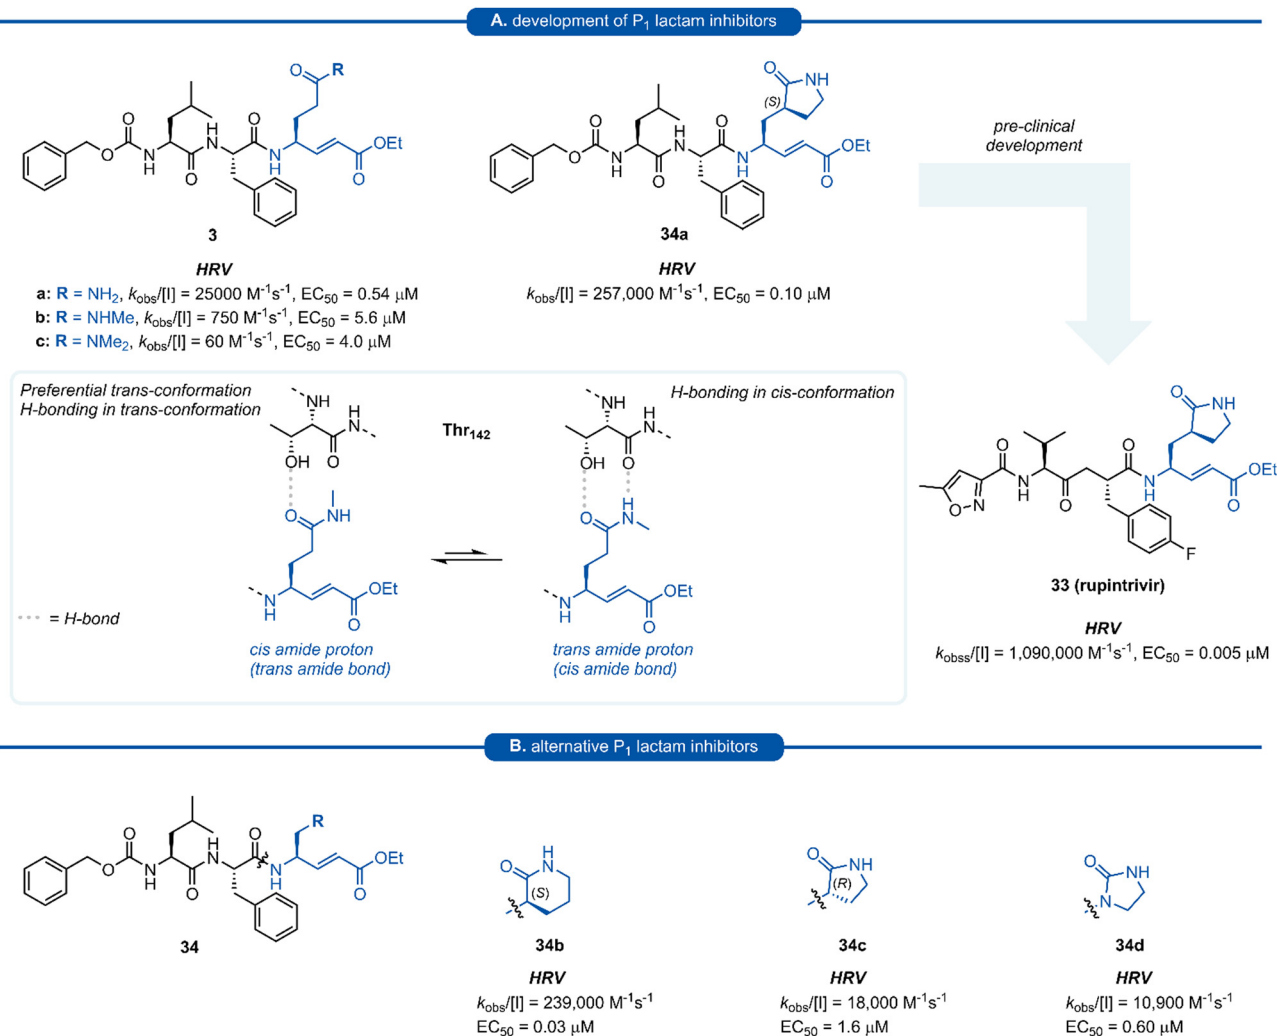 A. development of P1 lactam inhibitors
O
R
O
N
H
O
H
N
O
O
N
H
OEt
O
3
HRV
a: R = NH2, kobs/[I] = 25000 M-1s-1, EC50 = 0.54 μM
b: R = NHMe, kobs/[I] = 750 M-1s-1, EC50 = 5.6 μM
c: R = NMe2, kobs/[I] = 60 M-1s-1, EC50 = 4.0 μM
O
NH
(S)
O
O
N
H
O
H
N
O
N
H
OEt
O
34a
HRV
kobs/[I] = 257,000 M-1s-1, EC50 = 0.10 μM
pre-clinical
development
Preferential trans-conformation
H-bonding in trans-conformation
H-bonding in cis-conformation
NH
H
N
OH
O
Thr142
NH
H
N
OH
O
O
NH
N
H
OEt
O
O
H
N
N
H
OEt
O
= H-bond
cis amide proton
(trans amide bond)
trans amide proton
(cis amide bond)
O
NH
O
N
H
O
O
N
H
OEt
O
O
N
F
33 (rupintrivir)
HRV
kobss/[I] = 1,090,000 M-1s-1, EC50 = 0.005 μM
B. alternative P1 lactam inhibitors
R
O
O
N
H
O
H
N
O
N
H
OEt
O
34
O
H
N
(S)
34b
HRV
kobs/[I] = 239,000 M-1s-1
EC50 = 0.03 μM
O
NH
(R)
34c
HRV
kobs/[I] = 18,000 M-1s-1
EC50 = 1.6 μM
O
NH
N
34d
HRV
kobs/[I] = 10,900 M-1s-1
EC50 = 0.60 μM